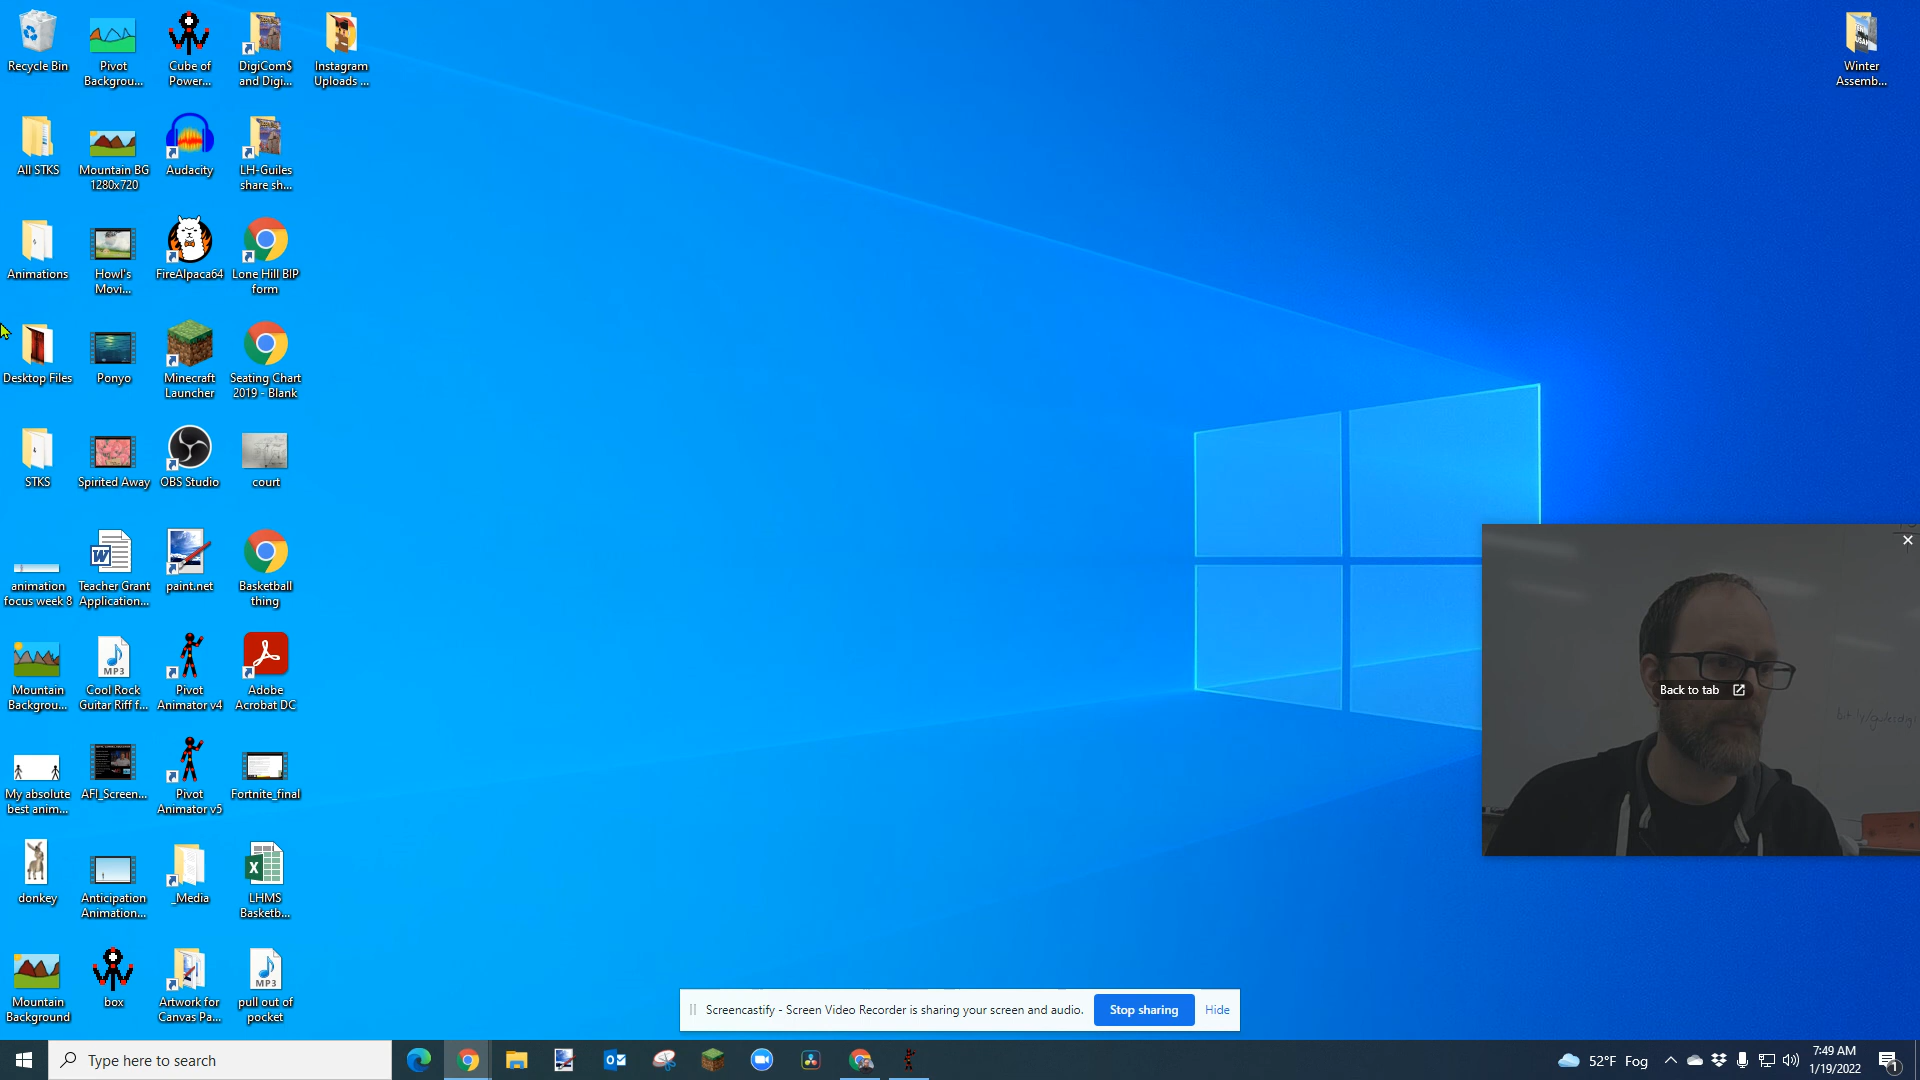 Recycle Bin
Pivot
Backgrou...
Cube of
Power...
DigiCom$
and Digi...
Instagram
Uploads ...
Winter
Assemb...
All STKS
Mountain BG
1280x720
Audacity
LH-Guiles
share sh...
Animations
Howl's
Movi...
FireAlpaca64
Lone Hill BIP
form
Desktop Files
Ponyo
Minecraft
Launcher
Seating Chart
2019 - Blank
STKS
Spirited Away
OBS Studio
court
animation
focus week 8
Teacher Grant
Application...
paint.net
Basketball
thing
Mountain
Backgrou...
Cool Rock
Guitar Riff f...
Pivot
Animator v4
Adobe
Acrobat DC
My absolute
best anim...
AFI_Screen...
Pivot
Animator v5
Fortnite_final
donkey
Anticipation
Animation...
_Media
LHMS
Basketb...
Mountain
Background
box
Artwork for
Canvas Pa...
MP3
pull out of
pocket
MP3
Back to tab
Screencastify - Screen Video Recorder is sharing your screen and audio.
Stop sharing
Hide
Type here to search
52°F Fog
7:49 AM
1/19/2022
1